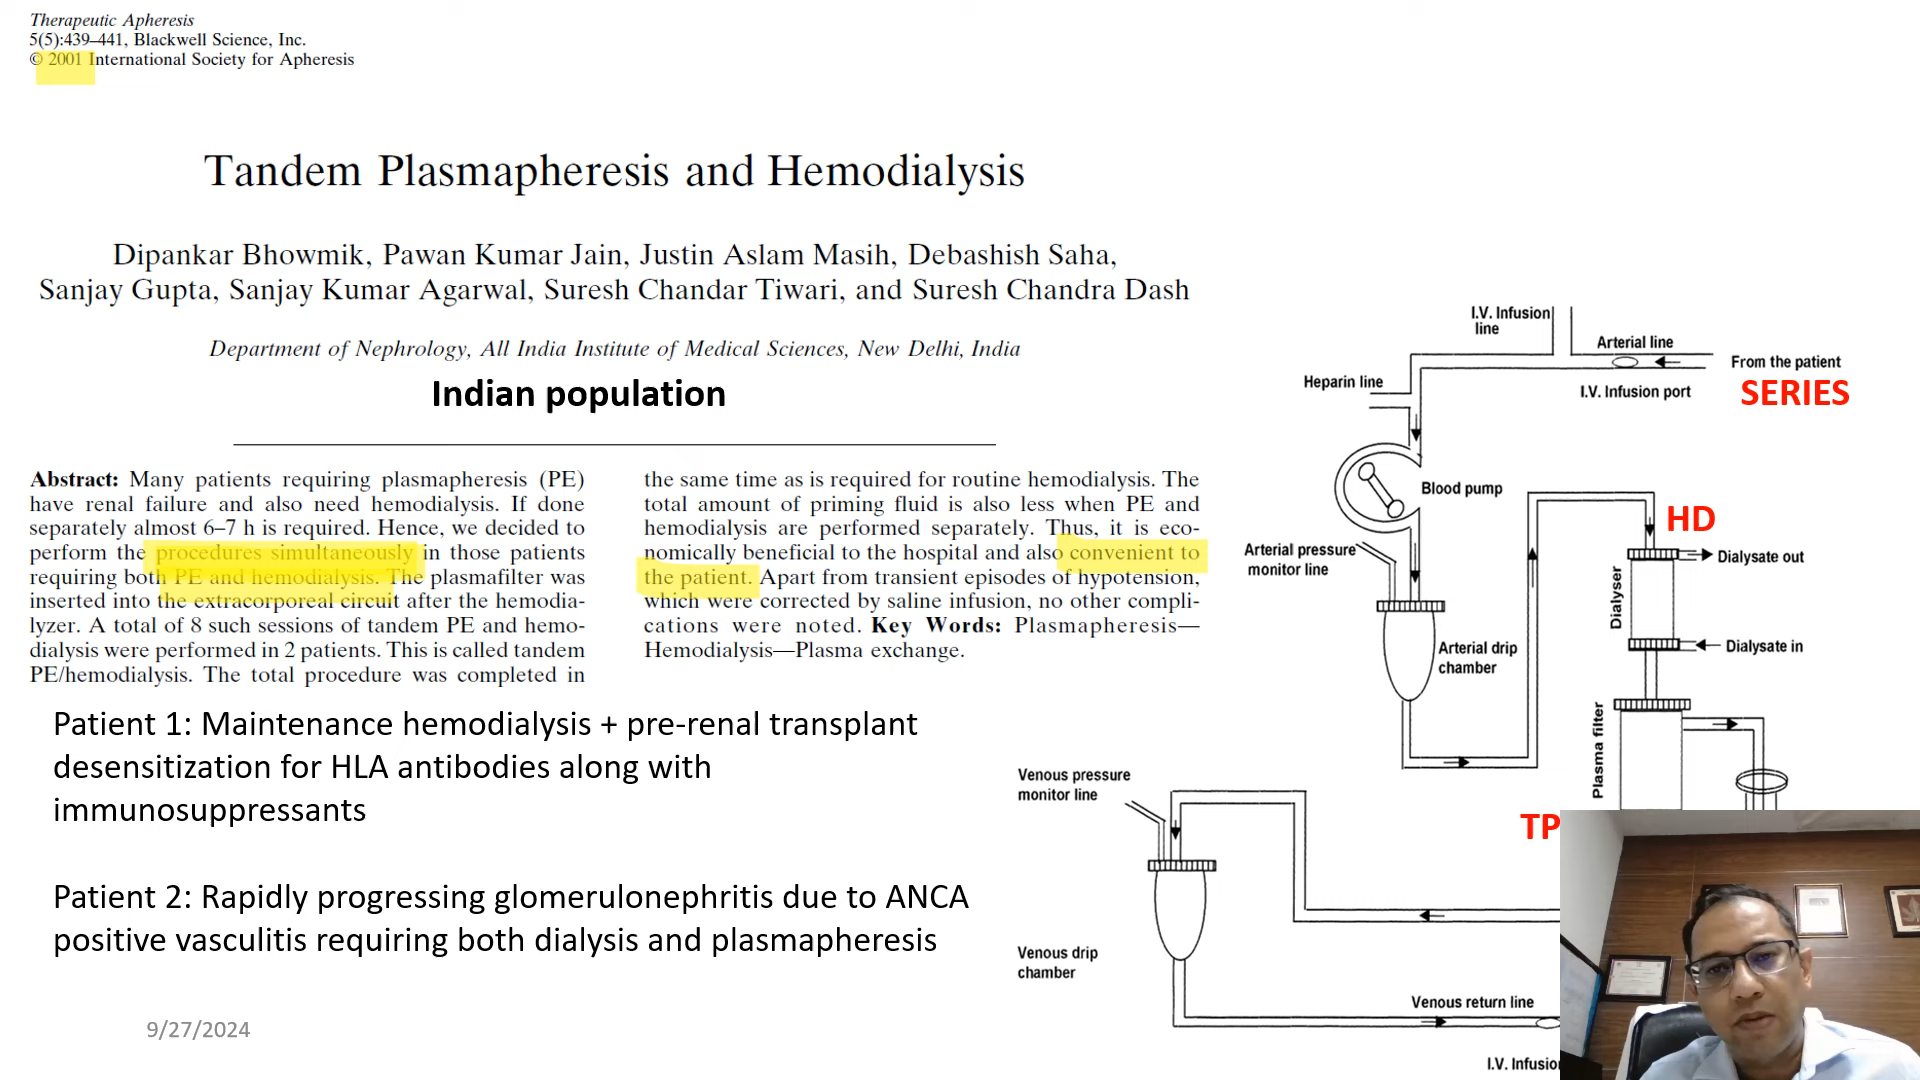 Therapeutic Apheresis
5(5):439–441, Blackwell Science, Inc.
© 2001 International Society for Apheresis
Tandem Plasmapheresis and Hemodialysis
Dipankar Bhowmik, Pawan Kumar Jain, Justin Aslam Masih, Debashish Saha,
Sanjay Gupta, Sanjay Kumar Agarwal, Suresh Chandar Tiwari, and Suresh Chandra Dash
Department of Nephrology, All India Institute of Medical Sciences, New Delhi, India
Indian population
Abstract: Many patients requiring plasmapheresis (PE)
have renal failure and also need hemodialysis. If done
separately almost 6–7 h is required. Hence, we decided to
perform the procedures simultaneously in those patients
requiring both PE and hemodialysis. The plasmafilter was
inserted into the extracorporeal circuit after the hemodia-
lyzer. A total of 8 such sessions of tandem PE and hemo-
dialysis were performed in 2 patients. This is called tandem
PE/hemodialysis. The total procedure was completed in
the same time as is required for routine hemodialysis. The
total amount of priming fluid is also less when PE and
hemodialysis are performed separately. Thus, it is eco-
nomically beneficial to the hospital and also convenient to
the patient. Apart from transient episodes of hypotension,
which were corrected by saline infusion, no other compli-
cations were noted. Key Words: Plasmapheresis—
Hemodialysis—Plasma exchange.
Patient 1: Maintenance hemodialysis + pre-renal transplant
desensitization for HLA antibodies along with
immunosuppressants
Patient 2: Rapidly progressing glomerulonephritis due to ANCA
positive vasculitis requiring both dialysis and plasmapheresis
9/27/2024
I.V. Infusion
line
Arterial line
From the patient
SERIES
Heparin line
I.V. Infusion port
Blood pump
HD
Arterial pressure
monitor line
Dialysate out
Dialyser
Dialysate in
Arterial drip
chamber
Plasma filter
Venous pressure
monitor line
TP
Venous drip
chamber
Venous return line
I.V. Infusio